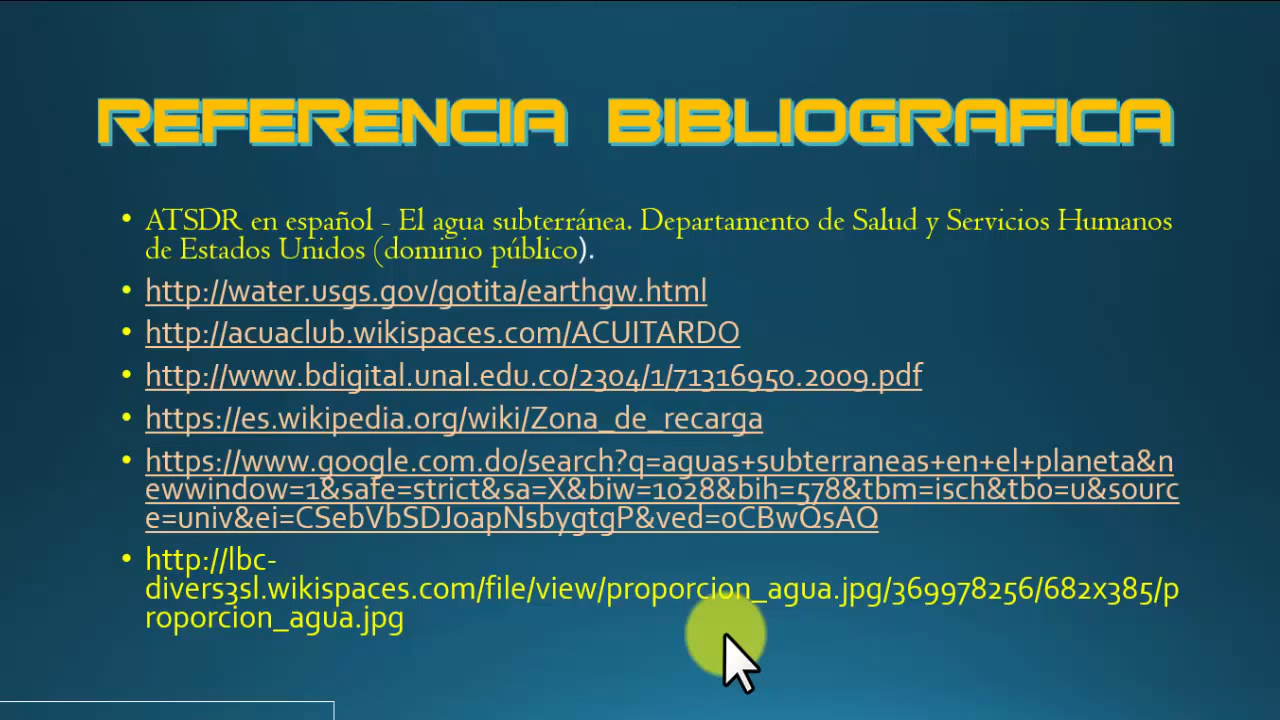 REFERENCIA BIBLIOGRAFICA
• ATSDR en español - El agua subterránea. Departamento de Salud y Servicios Humanos
de Estados Unidos (dominio público).
• http://water.usgs.gov/gotita/earthgw.html
• http://acuaclub.wikispaces.com/ACUITARDO
• http://www.bdigital.unal.edu.co/2304/1/71316950.2009.pdf
• https://es.wikipedia.org/wiki/Zona_de_recarga
• https://www.google.com.do/search?q=aguas+subterraneas+en+el+planeta&n
ewwindow=1&safe=strict&sa=X&biw=1028&bih=578&tbm=isch&tbo=u&sourc
e=univ&ei=CSebVbSDJoapNsbygtgP&ved=0CBwQsAQ
• http://lbc-
divers3sl.wikispaces.com/file/view/proporcion_agua.jpg/369978256/682x385/p
roporcion_agua.jpg